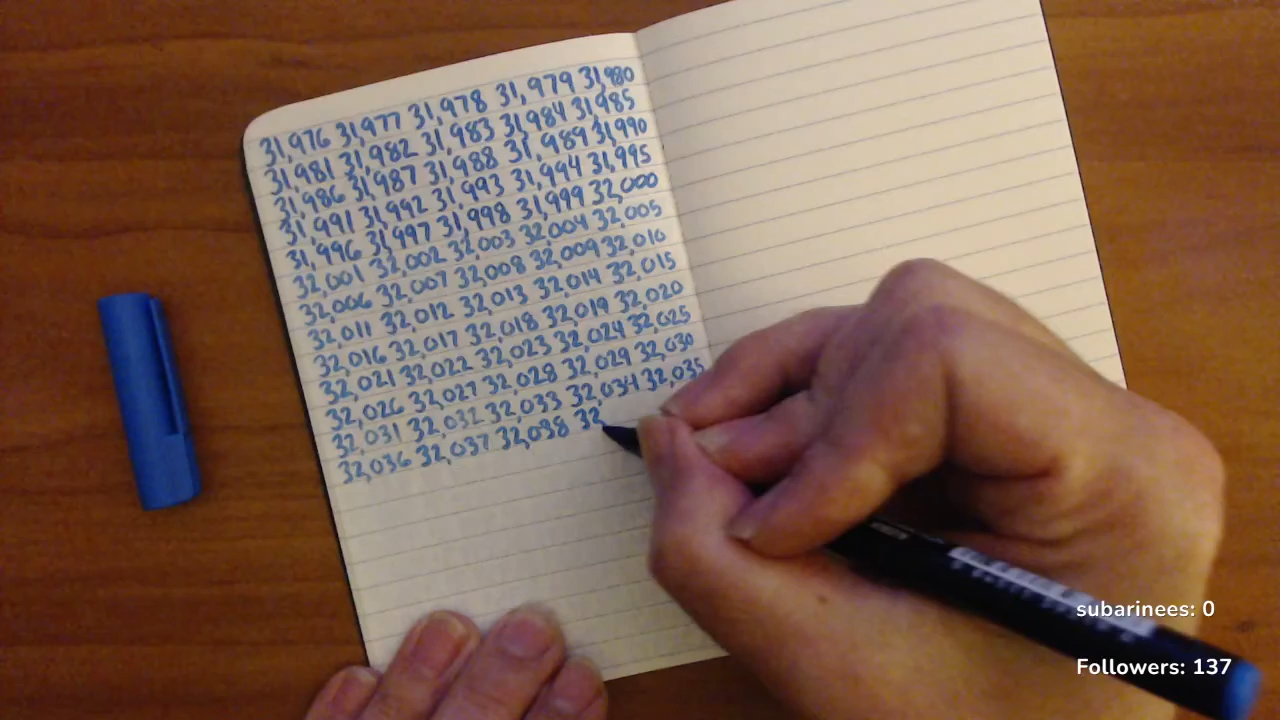 31,976 31,977 31,978 31,979 31,980
31,981 31,982 31,983 31,984 31,985
31,986 31,987 31,988 31,989 31,990
31,991 31,992 31,993 31,994 31,995
31,996 31,997 31,998 31,999 32,000
32,001 32,002 32,003 32,004 32,005
32,006 32,007 32,008 32,009 32,010
32,011 32,012 32,013 32,014 32,015
32,016 32,017 32,018 32,019 32,020
32,021 32,022 32,023 32,024 32,025
32,026 32,027 32,028 32,029 32,030
32,031 32,032 32,033 32,034 32,035
32,036 32,037 32,038 32,
subarinees: 0
Followers: 137